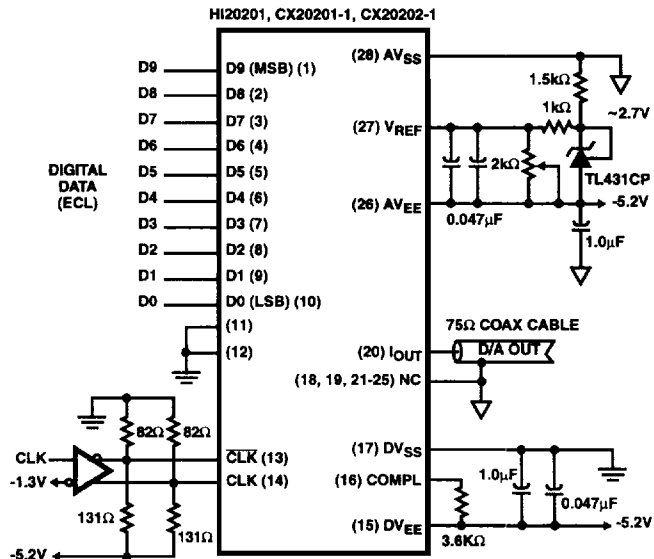 HI20201, CX20201-1, CX20202-1
(28) AVSS
D9 D9 (MSB) (1)
1.5kΩ
D8 D8 (2)
1kΩ
~2.7V
D7 D7 (3)
(27) VREF
D6 D6 (4)
DIGITAL
DATA
(ECL)
D5 D5 (5)
2kΩ
TL431CP
D4 D4 (6)
(26) AVEE
-5.2V
0.047μF
D3 D3 (7)
1.0μF
D2 D2 (8)
D1 D1 (9)
D0 D0 (LSB) (10)
(11)
75Ω COAX CABLE
(12)
(20) IOUT
D/A OUT
(18, 19, 21-25) NC
82Ω 82Ω
(17) DVSS
CLK
CLK (13)
-1.3V
CLK (14)
(16) COMPL
1.0μF
0.047μF
131Ω
131Ω
(15) DVEE
-5.2V
3.6KΩ
-5.2V